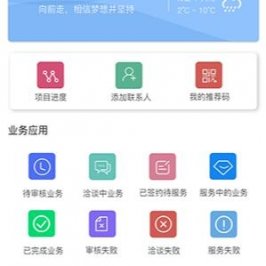 向前走，相信梦想并坚持
2°C ~ 10°C
项目进度 添加联系人 我的推荐码
业务应用
待审核业务 洽谈中业务 已签约待服务 服务中的业务
已完成业务 审核失败 洽谈失败 服务失败